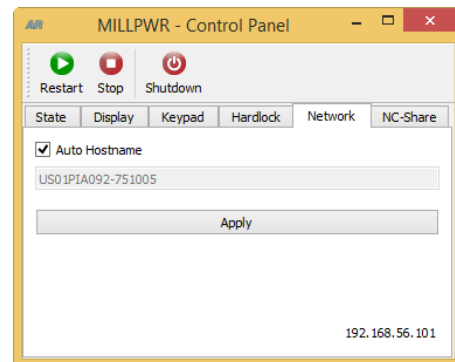 AR MILLPWR - Control Panel
Restart Stop Shutdown
State Display Keypad Hardlock Network NC-Share
Auto Hostname
US01PIA092-751005
Apply
192.168.56.101